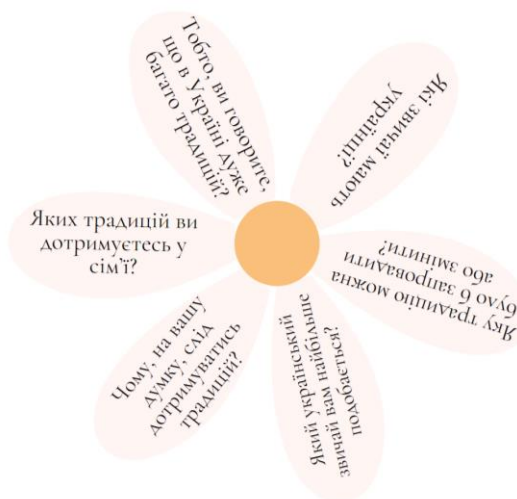 Тобто, ви говорите,
що в Україні дуже
багато традицій?
Які звичаї мають
українці?
Яку традицію можна
було б запровадити
або змінити?
Який український
звичай вам найбільше
подобається?
Чому, на вашу
думку, слід
дотримуватись
традицій?
Яких традицій ви
дотримуєтесь у
сім'ї?